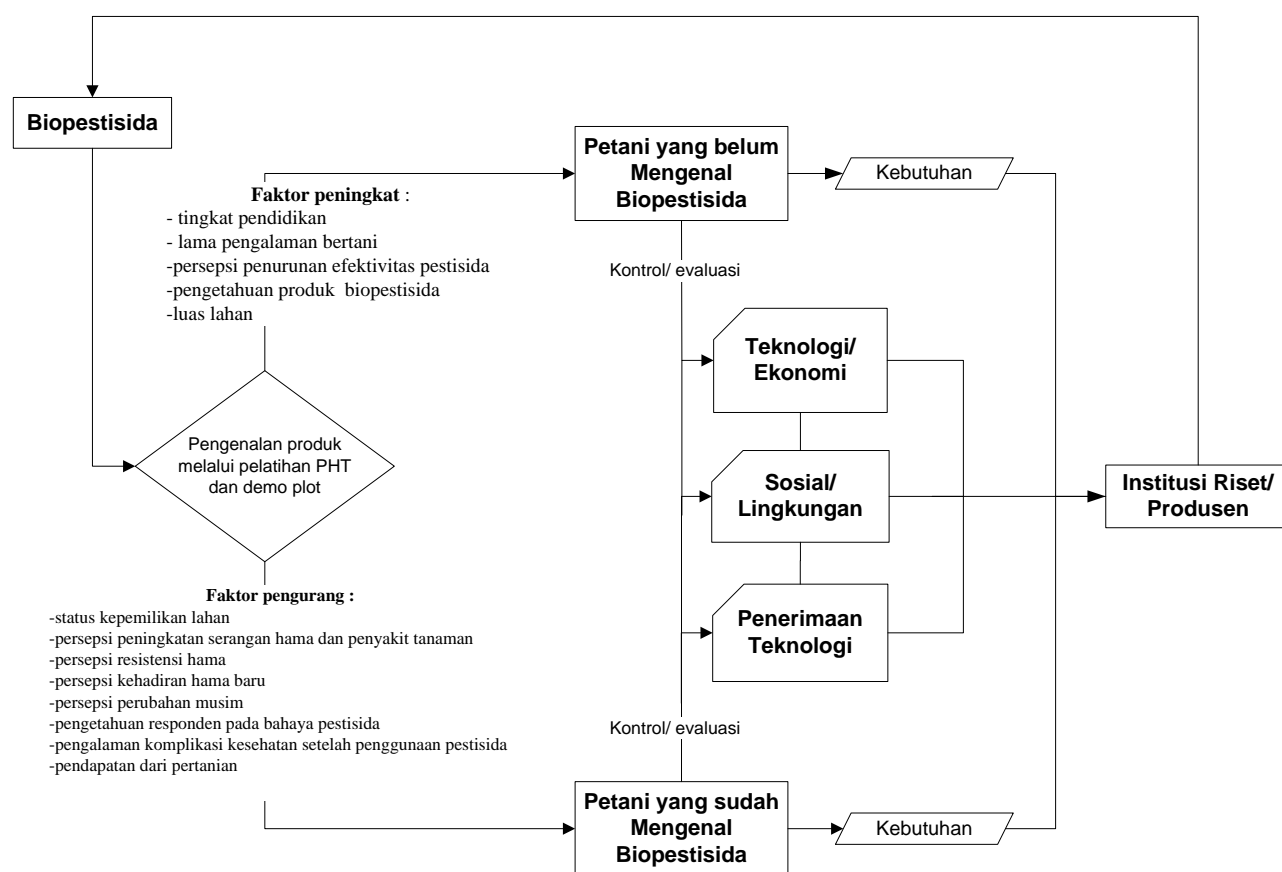 Biopestisida
Faktor peningkat :
- tingkat pendidikan
- lama pengalaman bertani
-persepsi penurunan efektivitas pestisida
-pengetahuan produk biopestisida
-luas lahan
Pengenalan produk
melalui pelatihan PHT
dan demo plot
Faktor pengurang :
-status kepemilikan lahan
-persepsi peningkatan serangan hama dan penyakit tanaman
-persepsi resistensi hama
-persepsi kehadiran hama baru
-persepsi perubahan musim
-pengetahuan responden pada bahaya pestisida
-pengalaman komplikasi kesehatan setelah penggunaan pestisida
-pendapatan dari pertanian
Petani yang belum
Mengenal
Biopestisida
Kebutuhan
Kontrol/ evaluasi
Teknologi/
Ekonomi
Sosial/
Lingkungan
Penerimaan
Teknologi
Kontrol/ evaluasi
Petani yang sudah
Mengenal
Biopestisida
Kebutuhan
Institusi Riset/
Produsen